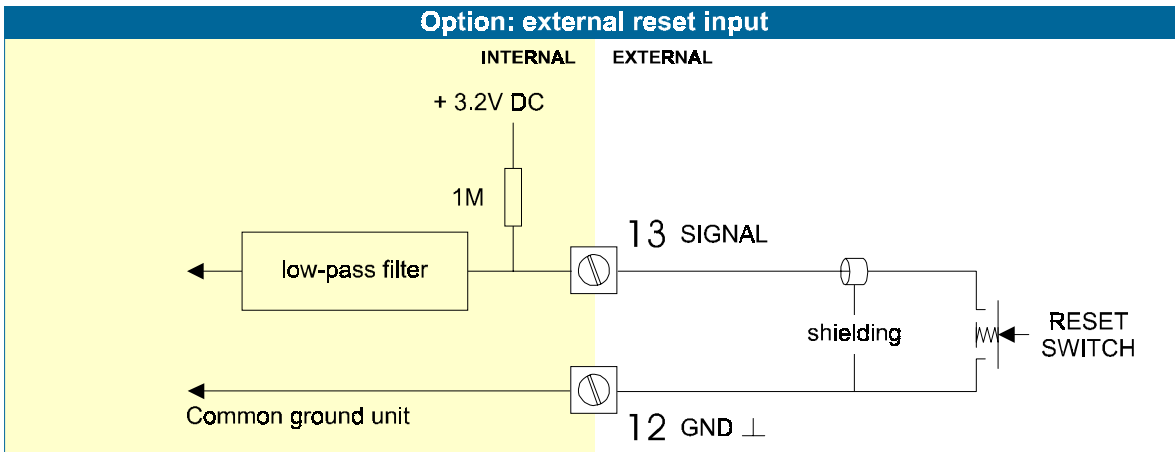 Option: external reset input
INTERNAL EXTERNAL
+ 3.2V DC
1M
13 SIGNAL
low-pass filter
shielding
RESET
SWITCH
Common ground unit
12 GND ⊥